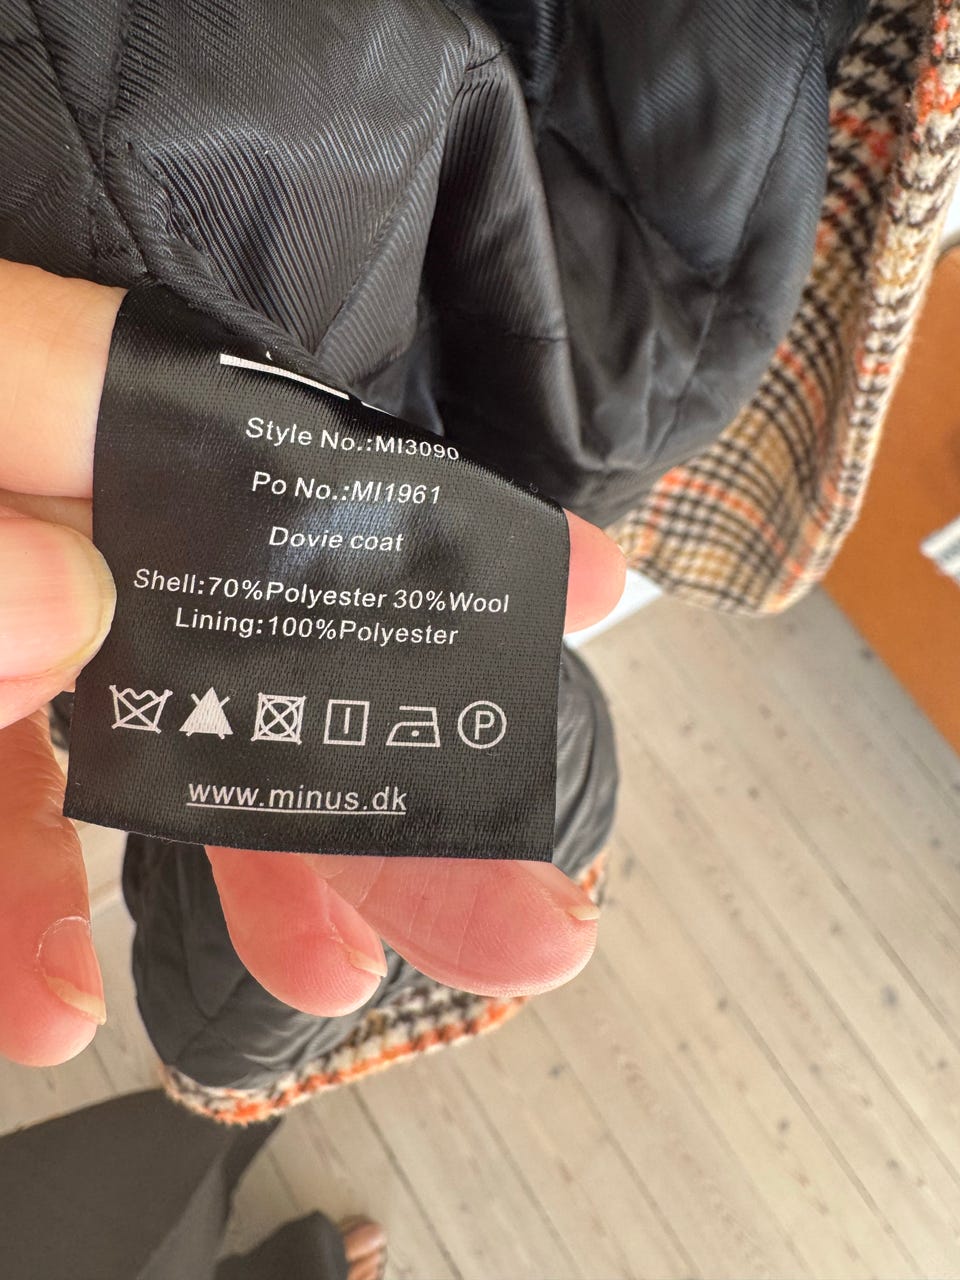 Style No.:MI3090
Po No.:MI1961
Dovie coat
Shell:70%Polyester 30%Wool
Lining:100%Polyester
P
www.minus.dk